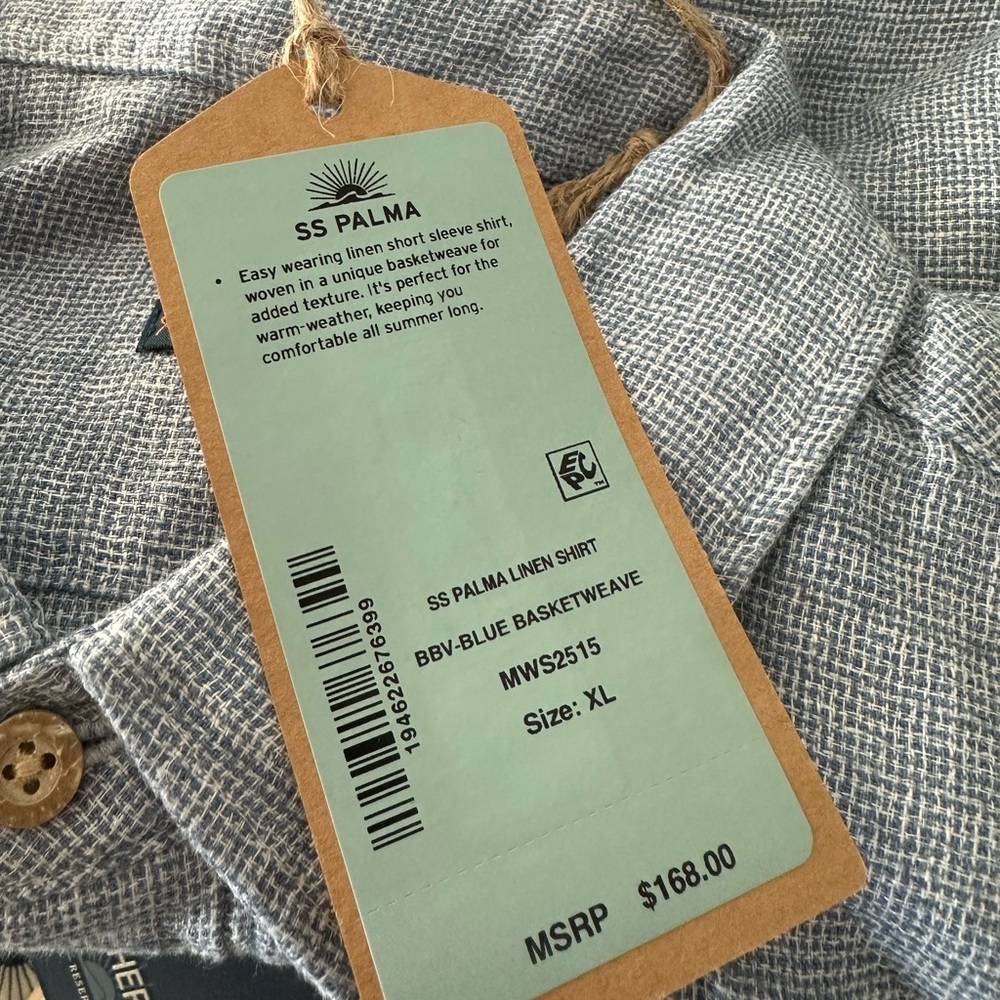 SS PALMA
• Easy wearing linen short sleeve shirt,
woven in a unique basketweave for
added texture. It's perfect for the
warm-weather, keeping you
comfortable all summer long.
EPC™
SS PALMA LINEN SHIRT
BBV-BLUE BASKETWEAVE
MWS2515
Size: XL
194622676399
MSRP $168.00